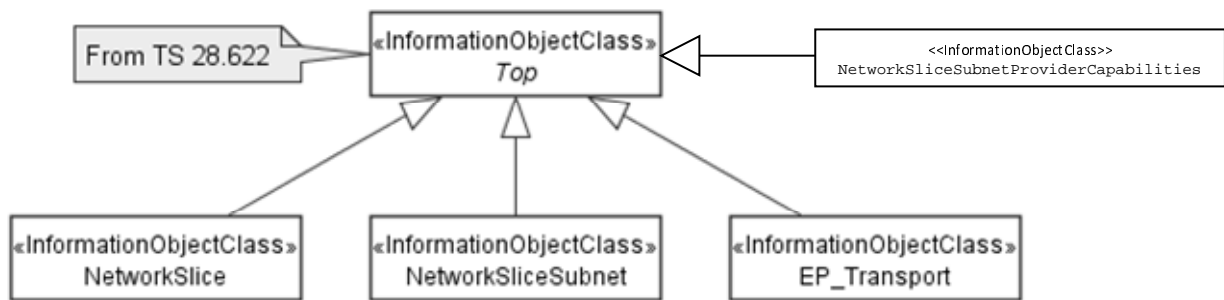 From TS 28.622
«InformationObjectClass»
Top
<<InformationObjectClass>>
NetworkSliceSubnetProviderCapabilities
«InformationObjectClass»
NetworkSlice
«InformationObjectClass»
NetworkSliceSubnet
«InformationObjectClass»
EP_Transport